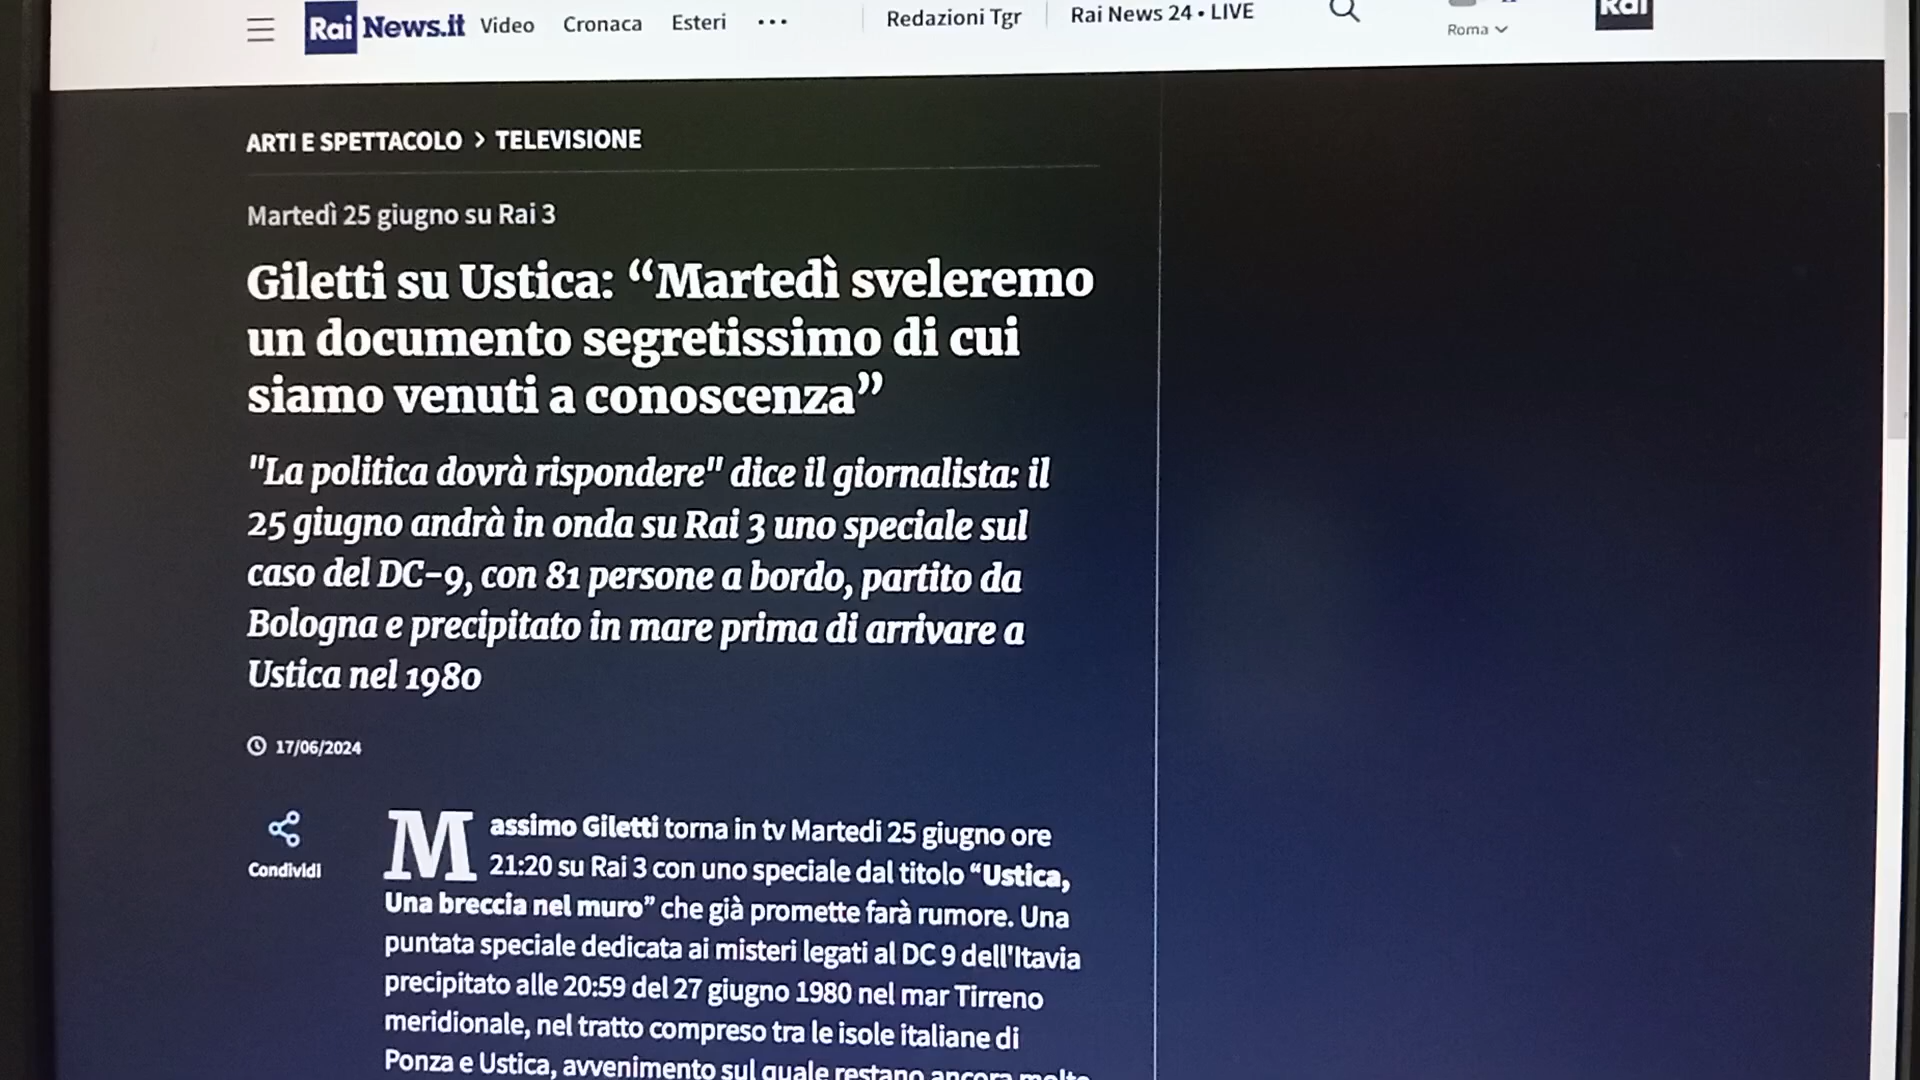 Rai News.it Video Cronaca Esteri ... Redazioni Tgr Rai News 24 • LIVE
Roma
Rai
ARTI E SPETTACOLO > TELEVISIONE
Martedì 25 giugno su Rai 3
Giletti su Ustica: “Martedì sveleremo
un documento segretissimo di cui
siamo venuti a conoscenza”
"La politica dovrà rispondere" dice il giornalista: il
25 giugno andrà in onda su Rai 3 uno speciale sul
caso del DC-9, con 81 persone a bordo, partito da
Bologna e precipitato in mare prima di arrivare a
Ustica nel 1980
17/06/2024
Condividi
Massimo Giletti torna in tv Martedi 25 giugno ore
21:20 su Rai 3 con uno speciale dal titolo “Ustica,
Una breccia nel muro” che già promette farà rumore. Una
puntata speciale dedicata ai misteri legati al DC 9 dell'Itavia
precipitato alle 20:59 del 27 giugno 1980 nel mar Tirreno
meridionale, nel tratto compreso tra le isole italiane di
Ponza e Ustica, avvenimento sul quale restano ancora molte